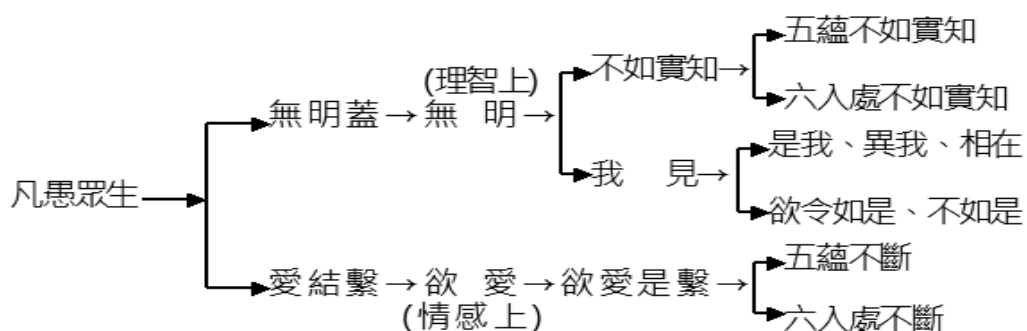 五蘊不如實知
(理智上)
不如實知→
六入處不如實知
無明蓋→無 明→
是我、異我、相在
我 見→
凡愚眾生
欲令如是、不如是
五蘊不斷
愛結繫→欲 愛→欲愛是繫→
(情感上)
六入處不斷